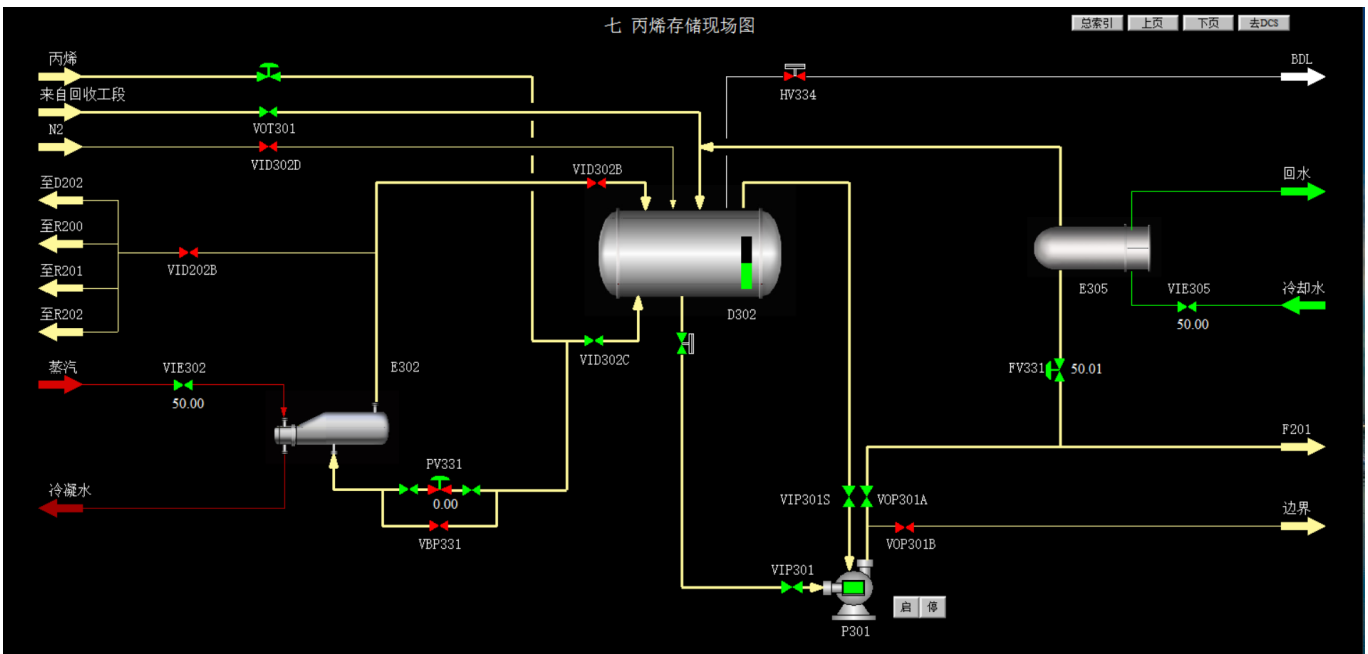 七 丙烯存储现场图
总索引
上页
下页
去DCS
丙烯
BDL
来自回收工段
HV334
N2
VOT301
VID302D
VID302B
至D202
回水
至R200
至R201
VID202B
E305
VIE305
冷却水
至R202
D302
50.00
蒸汽
VIE302
E302
VID302C
FV331
50.01
50.00
F201
PV331
冷凝水
0.00
VIP301S
VOP301A
边界
VBP331
VOP301B
VIP301
启
停
P301